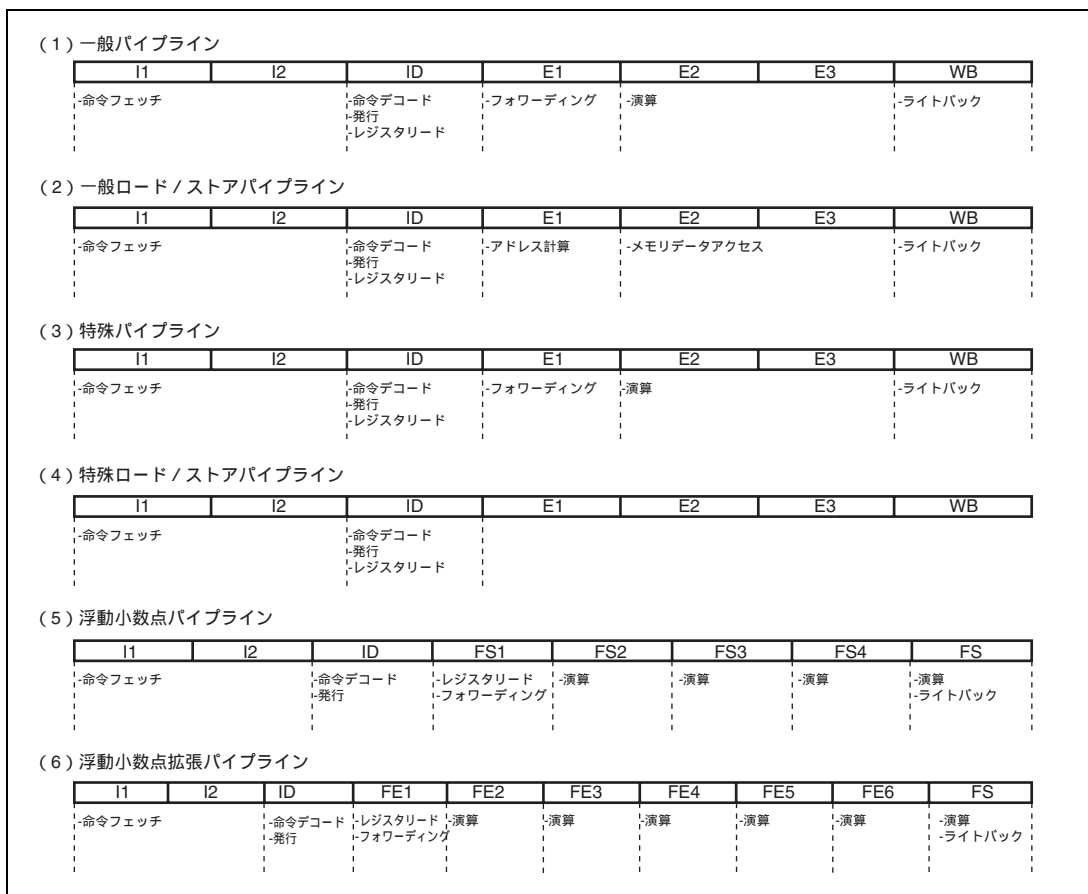 （1）一般パイプライン
I1 I2 ID E1 E2 E3 WB
-命令フェッチ -命令デコード -フォワーディング -演算 -ライトバック
-発行
-レジスタリード
（2）一般ロード / ストアパイプライン
I1 I2 ID E1 E2 E3 WB
-命令フェッチ -命令デコード -アドレス計算 -メモリデータアクセス -ライトバック
-発行
-レジスタリード
（3）特殊パイプライン
I1 I2 ID E1 E2 E3 WB
-命令フェッチ -命令デコード -フォワーディング -演算 -ライトバック
-発行
-レジスタリード
（4）特殊ロード / ストアパイプライン
I1 I2 ID E1 E2 E3 WB
-命令フェッチ -命令デコード
-発行
-レジスタリード
（5）浮動小数点パイプライン
I1 I2 ID FS1 FS2 FS3 FS4 FS
-命令フェッチ -命令デコード -レジスタリード -演算 -演算 -演算 -演算
-発行 -フォワーディング -ライトバック
（6）浮動小数点拡張パイプライン
I1 I2 ID FE1 FE2 FE3 FE4 FE5 FE6 FS
-命令フェッチ -命令デコード -レジスタリード -演算 -演算 -演算 -演算 -演算 -演算
-発行 -フォワーディング -ライトバック